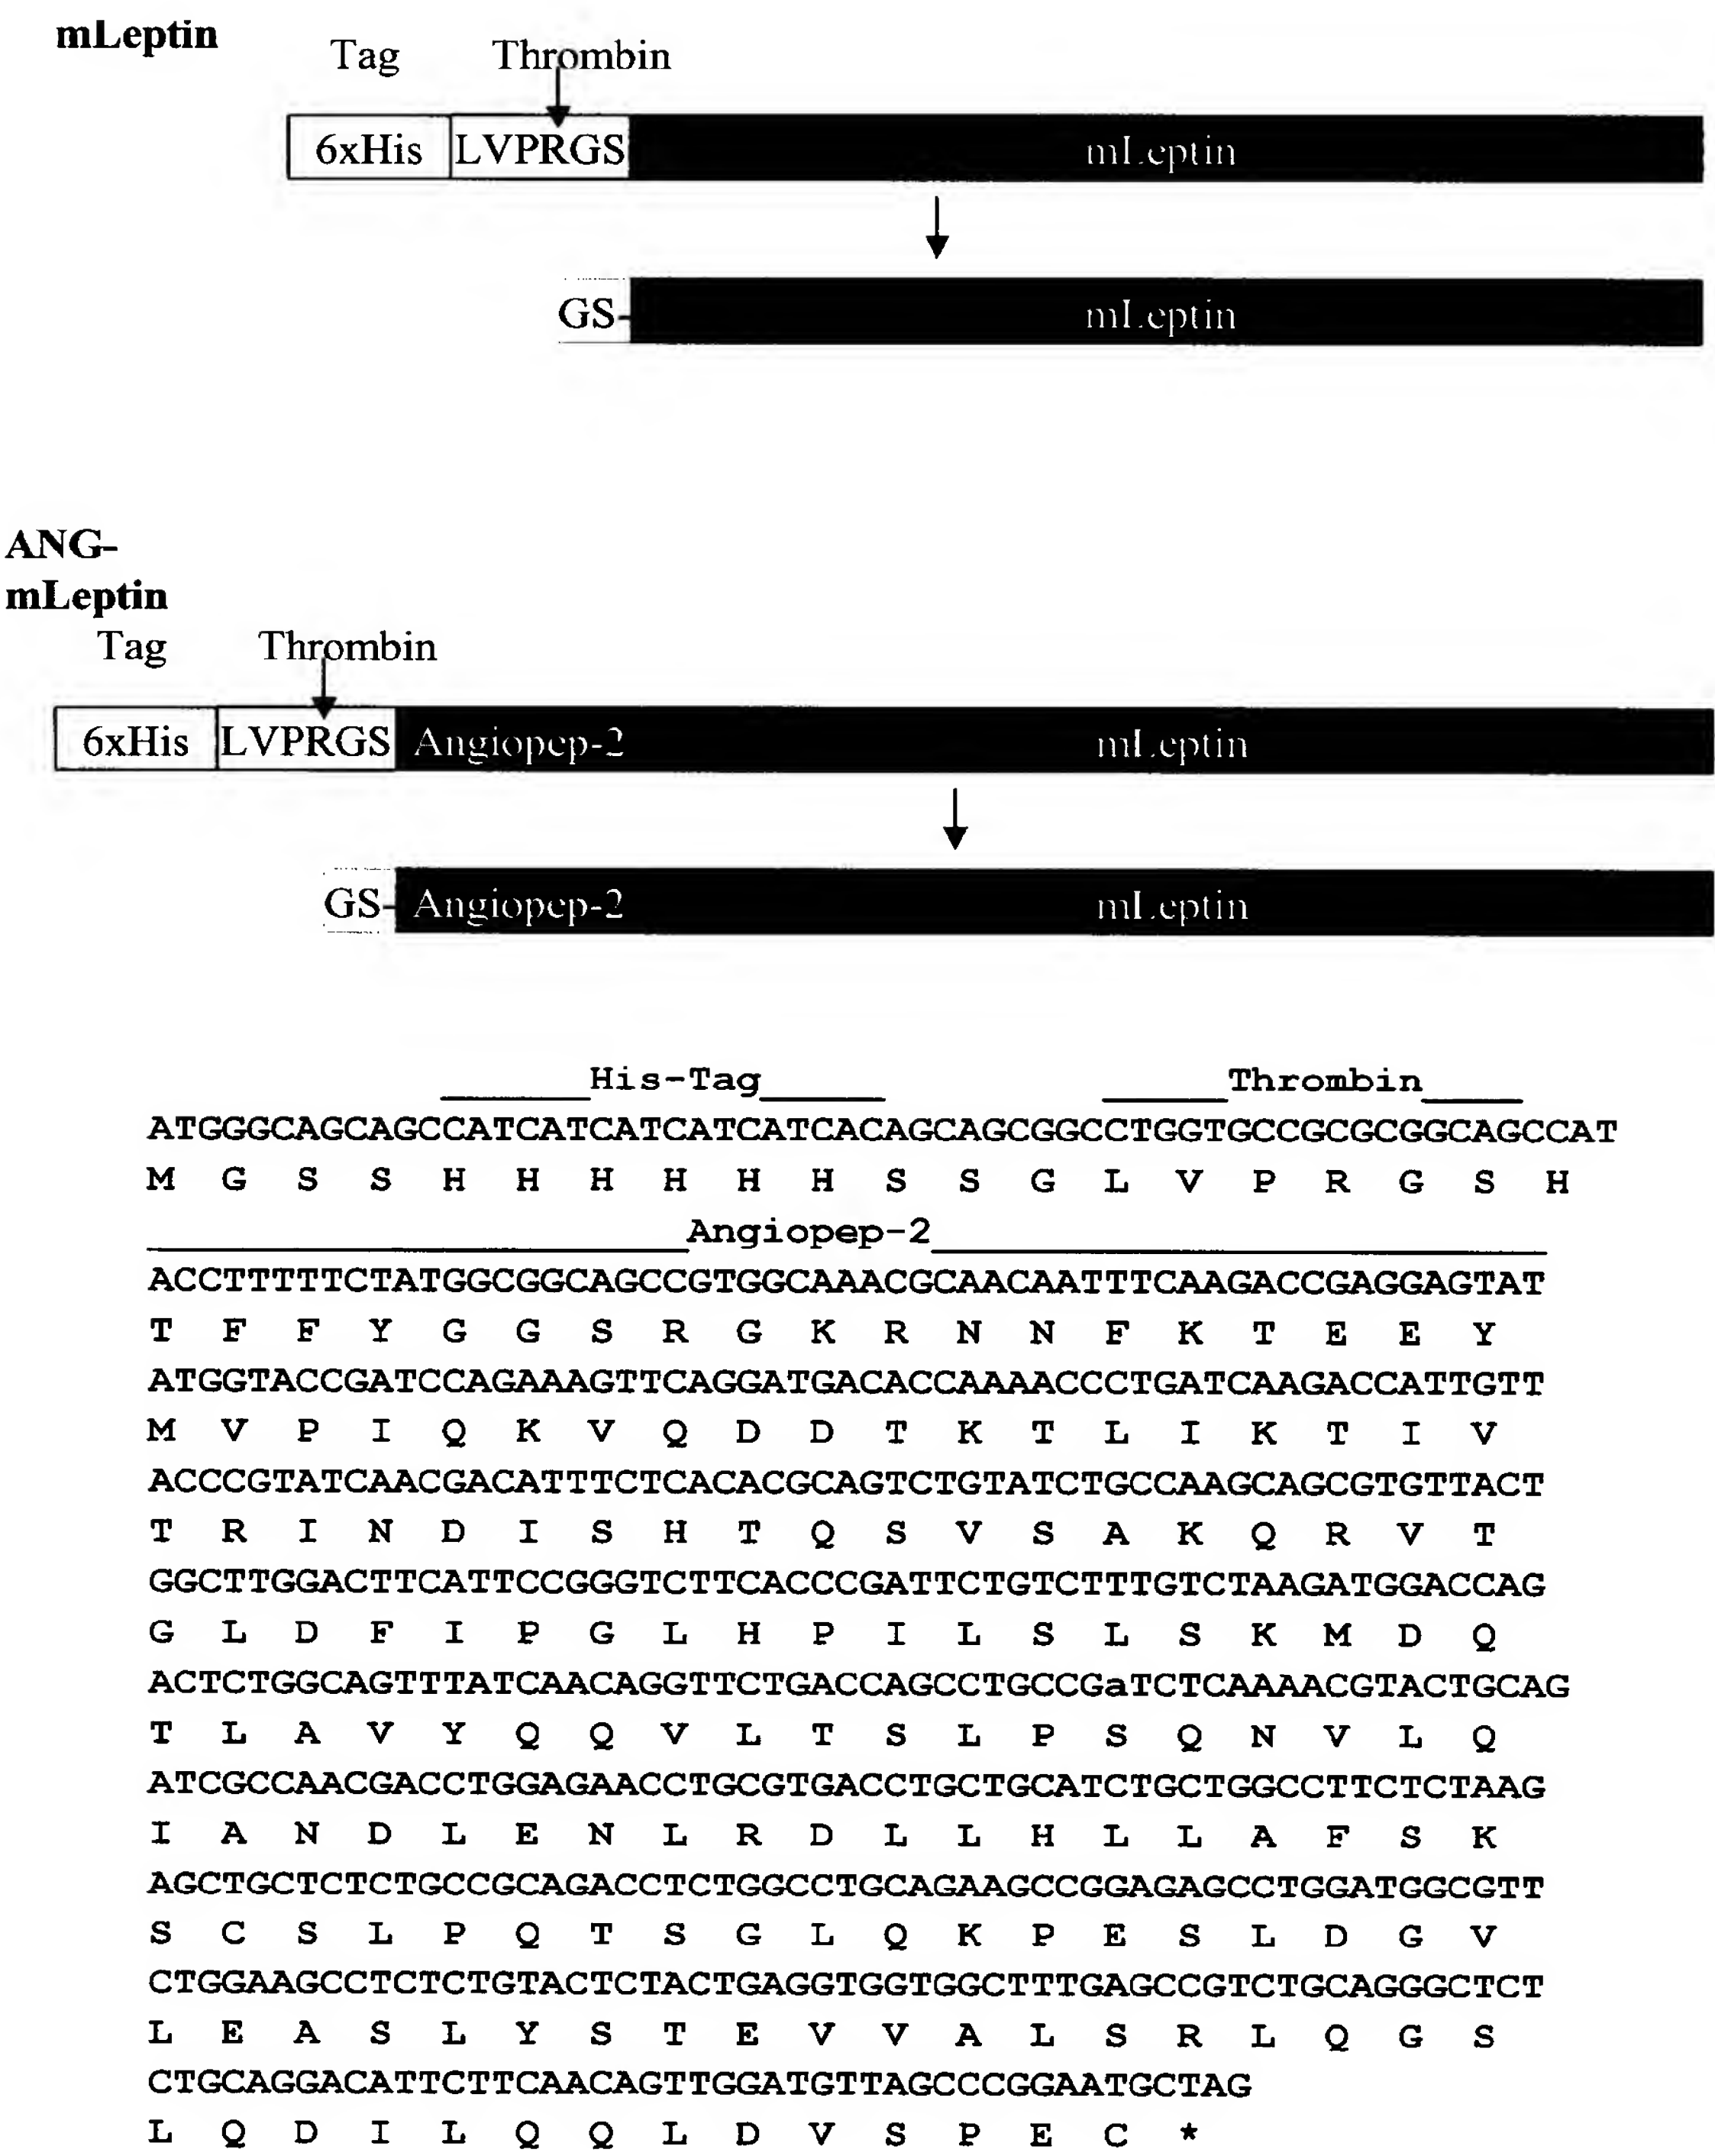 mLeptin
Tag Thrombin
6xHis LVPRGS mLeptin
GS- mLeptin
ANG-
mLeptin
Tag Thrombin
6xHis LVPRGS Angiopep-2 mLeptin
GS- Angiopep-2 mLeptin
His-Tag Thrombin
ATGGGCAGCAGCCATCATCATCATCATCACAGCAGCGGCCTGGTGCCGCGCGGCAGCCAT
M G S S H H H H H H S S G L V P R G S H
Angiopep-2
ACCTTTTTCTATGGCGGCAGCCGTGGCAAACGCAACAATTTCAAGACCGAGGAGTAT
T F F Y G G S R G K R N N F K T E E Y
ATGGTACCGATCCAGAAAGTTCAGGATGACACCAAAACCCTGATCAAGACCATTGTT
M V P I Q K V Q D D T K T L I K T I V
ACCCGTATCAACGACATTTCTCACACGCAGTCTGTATCTGCCAAGCAGCGTGTTACT
T R I N D I S H T Q S V S A K Q R V T
GGCTTGGACTTCATTCCGGGTCTTCACCCGATTCTGTCTTTGTCTAAGATGGACCAG
G L D F I P G L H P I L S L S K M D Q
ACTCTGGCAGTTTATCAACAGGTTCTGACCAGCCTGCCGaTCTCAAAACGTACTGCAG
T L A V Y Q Q V L T S L P S Q N V L Q
ATCGCCAACGACCTGGAGAACCTGCGTGACCTGCTGCATCTGCTGGCCTTCTCTAAG
I A N D L E N L R D L L H L L A F S K
AGCTGCTCTCTGCCGCAGACCTCTGGCCTGCAGAAGCCGGAGAGCCTGGATGGCGTT
S C S L P Q T S G L Q K P E S L D G V
CTGGAAGCCTCTCTGTACTCTACTGAGGTGGTGGCTTTGAGCCGTCTGCAGGGCTCT
L E A S L Y S T E V V A L S R L Q G S
CTGCAGGACATTCTTCAACAGTTGGATGTTAGCCCGGAATGCTAG
L Q D I L Q Q L D V S P E C *